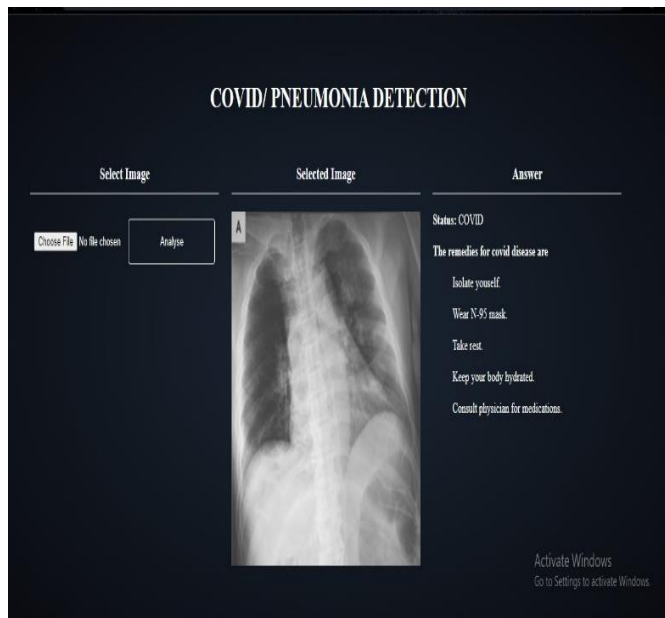 COVID/ PNEUMONIA DETECTION
Select Image
Selected Image
Answer
Choose File No file chosen
Analyse
A
Status: COVID
The remedies for covid disease are
Isolate youself.
Wear N-95 mask.
Take rest.
Keep your body hydrated.
Consult physician for medications.
Activate Windows
Go to Settings to activate Windows.